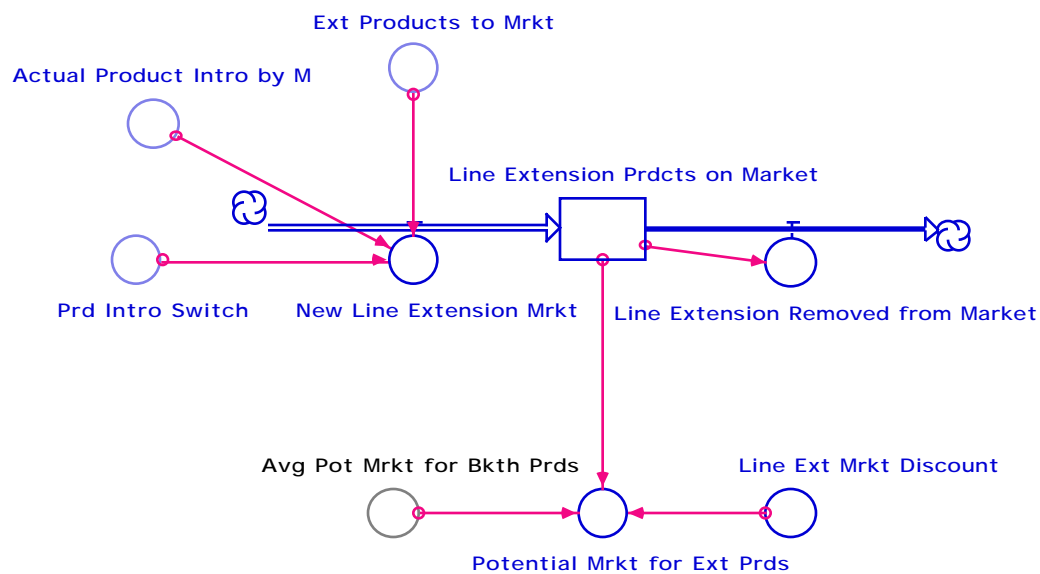 Ext Products to Mrkt
Actual Product Intro by M
Line Extension Prdcts on Market
Prd Intro Switch
New Line Extension Mrkt
Line Extension Removed from Market
Avg Pot Mrkt for Bkth Prds
Line Ext Mrkt Discount
Potential Mrkt for Ext Prds